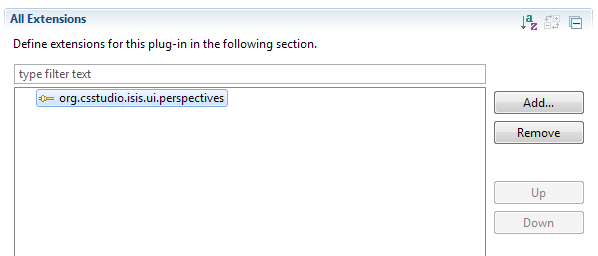 All Extensions
Define extensions for this plug-in in the following section.
type filter text
org.csstudio.isis.ui.perspectives
Add...
Remove
Up
Down